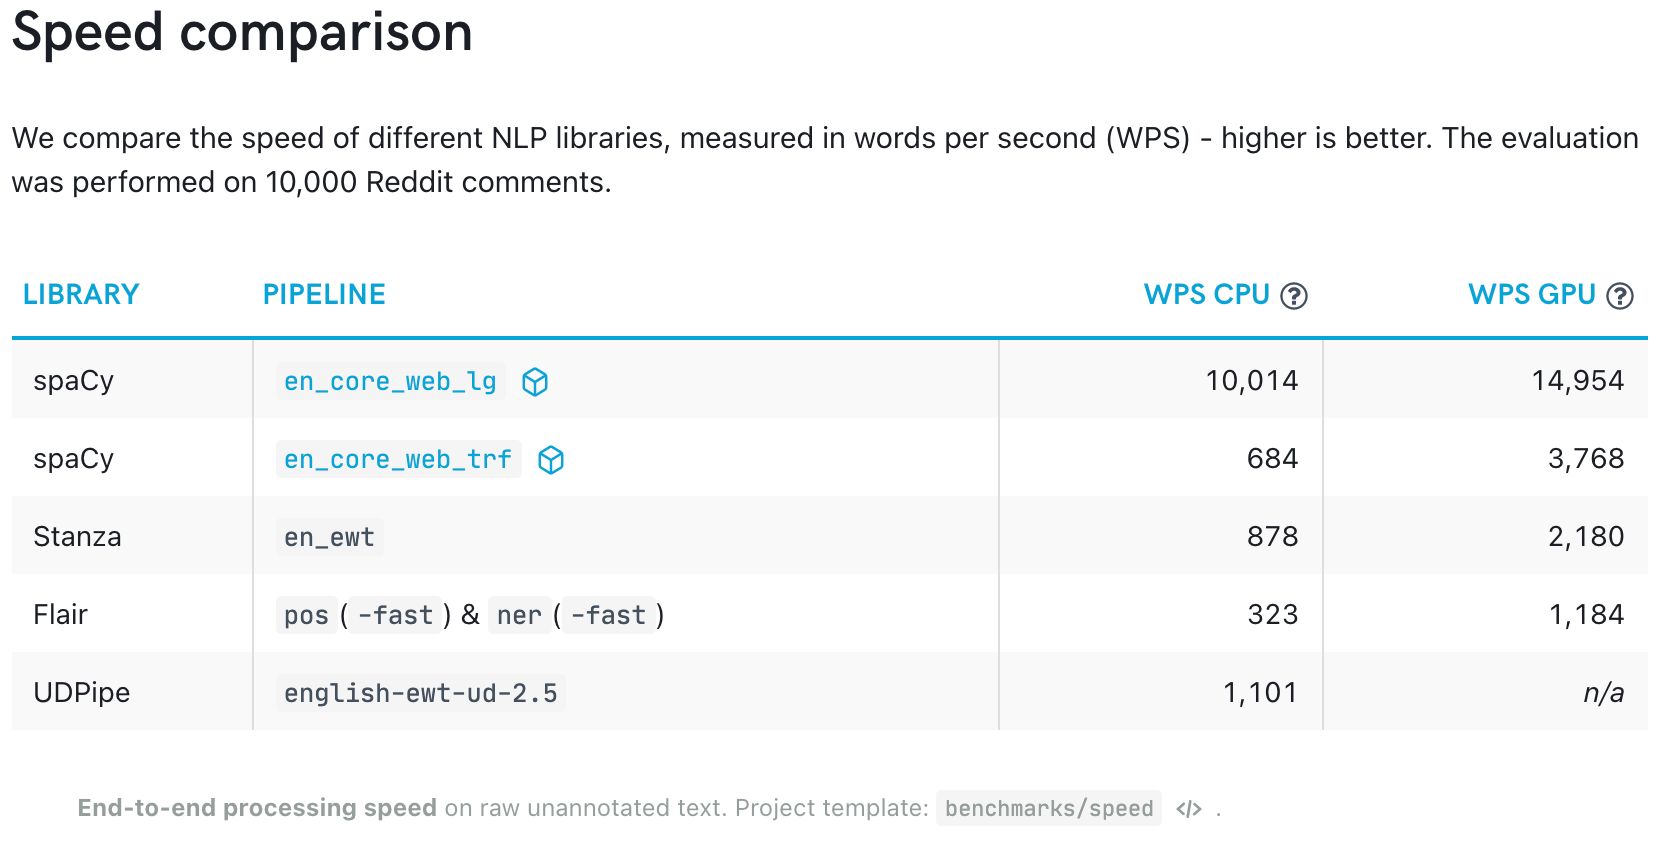 Speed comparison
We compare the speed of different NLP libraries, measured in words per second (WPS) - higher is better. The evaluation
was performed on 10,000 Reddit comments.
LIBRARY PIPELINE WPS CPU ? WPS GPU ?
spaCy en_core_web_lg 10,014 14,954
spaCy en_core_web_trf 684 3,768
Stanza en_ewt 878 2,180
Flair pos(-fast) & ner(-fast) 323 1,184
UDPipe english-ewt-ud-2.5 1,101 n/a
End-to-end processing speed on raw unannotated text. Project template: benchmarks/speed </> .